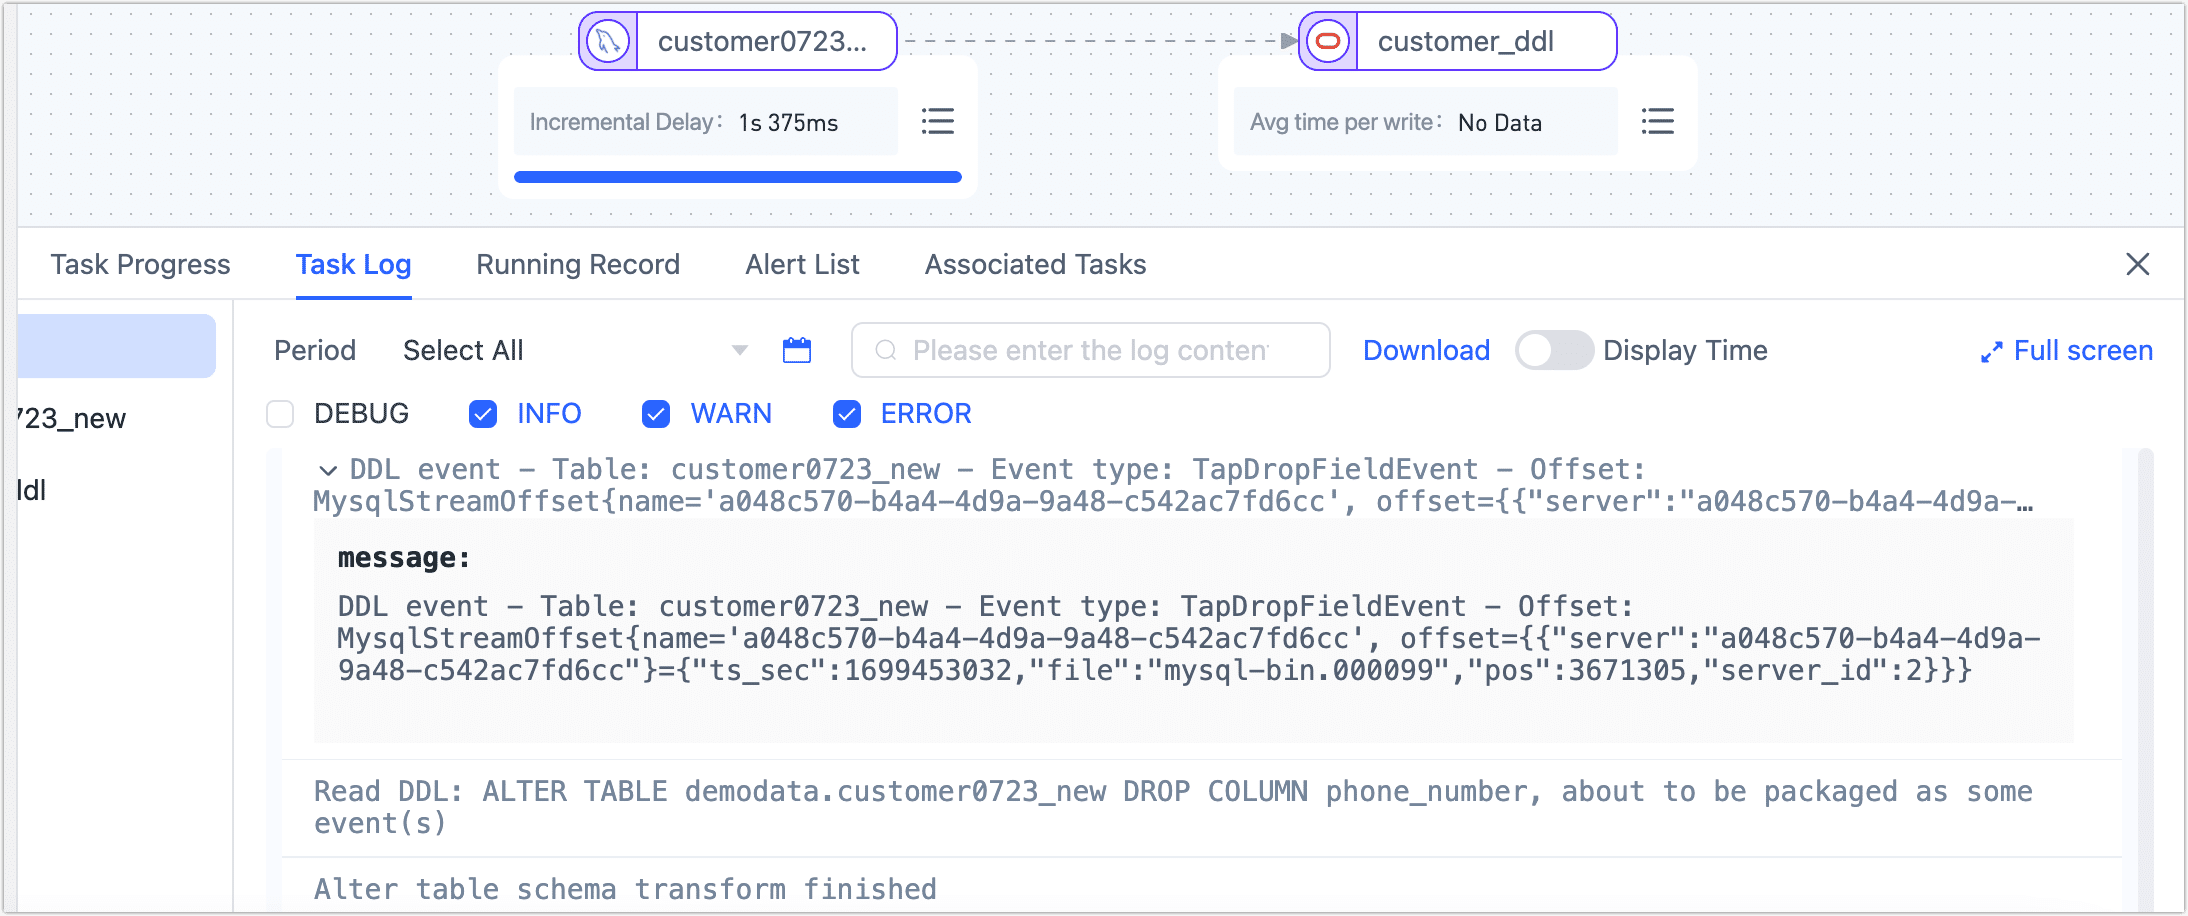 customer0723...
customer_ddl
Incremental Delay: 1s 375ms
Avg time per write: No Data
Task Progress
Task Log
Running Record
Alert List
Associated Tasks
Period
Select All
Please enter the log conten
Download
Display Time
Full screen
723_new
ddl
DEBUG
INFO
WARN
ERROR
DDL event – Table: customer0723_new – Event type: TapDropFieldEvent – Offset:
MysqlStreamOffset{name='a048c570-b4a4-4d9a-9a48-c542ac7fd6cc', offset={{"server":"a048c570-b4a4-4d9a-…
message:
DDL event – Table: customer0723_new – Event type: TapDropFieldEvent – Offset:
MysqlStreamOffset{name='a048c570-b4a4-4d9a-9a48-c542ac7fd6cc', offset={{"server":"a048c570-b4a4-4d9a-
9a48-c542ac7fd6cc"}={"ts_sec":1699453032,"file":"mysql-bin.000099","pos":3671305,"server_id":2}}}
Read DDL: ALTER TABLE demodata.customer0723_new DROP COLUMN phone_number, about to be packaged as some
event(s)
Alter table schema transform finished